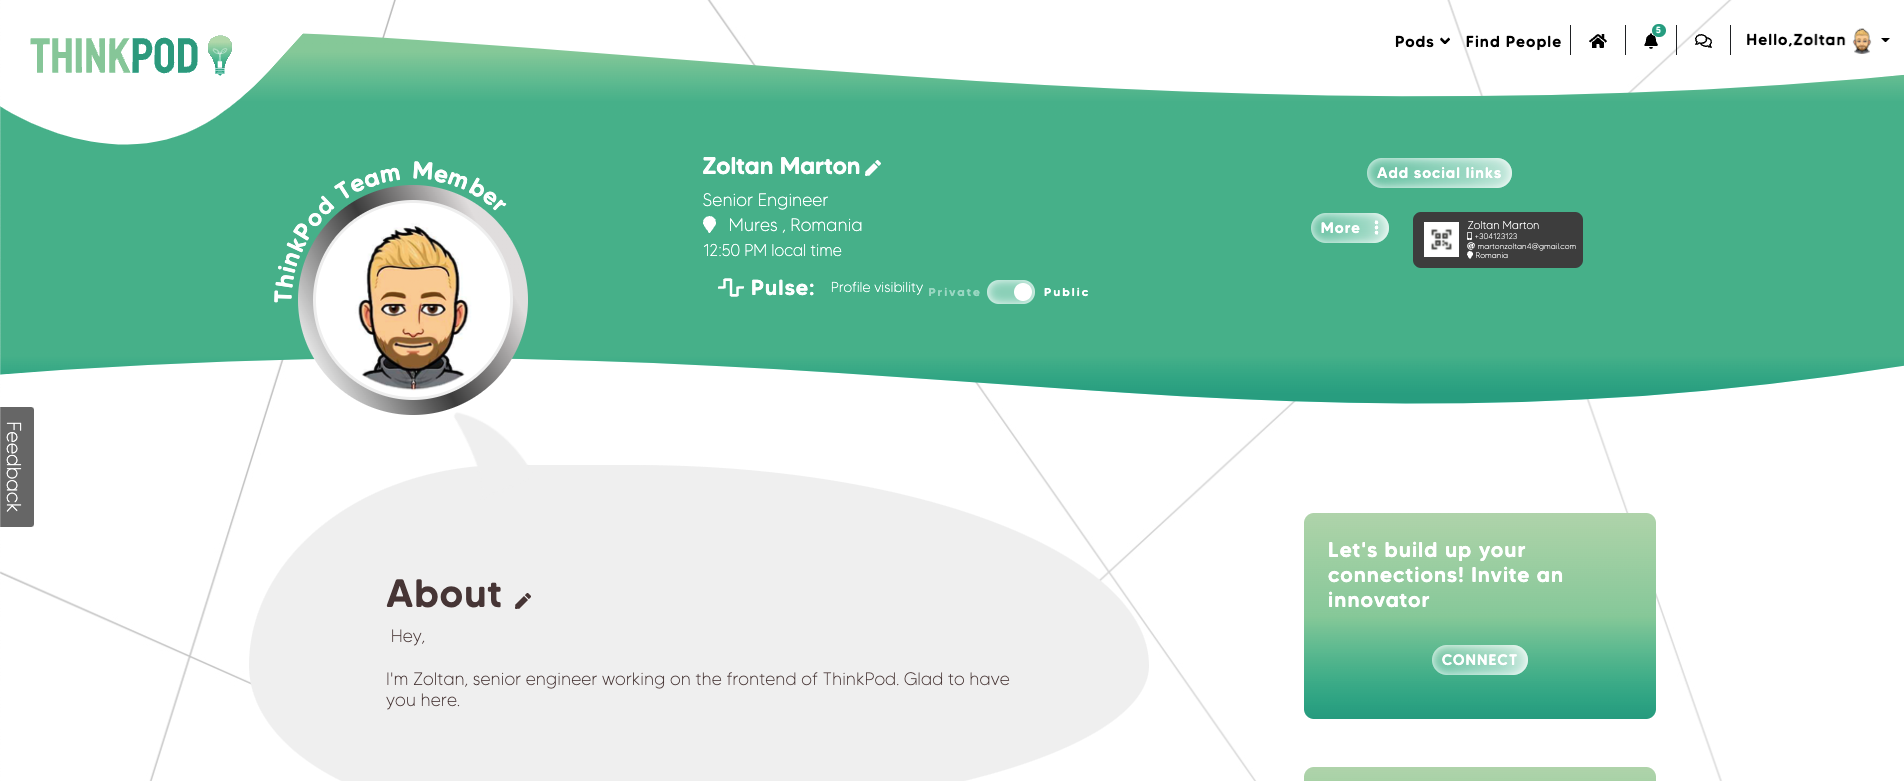 THINKPOD
Pods
Find People
5
Hello,Zoltan
ThinkPod Team Member
Zoltan Marton
Senior Engineer
Mures , Romania
12:50 PM local time
Pulse:
Profile visibility
Private
Public
Add social links
More
Zoltan Marton
+304123123
martonzoltan4@gmail.com
Romania
Feedback
About
Hey,
I'm Zoltan, senior engineer working on the frontend of ThinkPod. Glad to have
you here.
Let's build up your
connections! Invite an
innovator
CONNECT